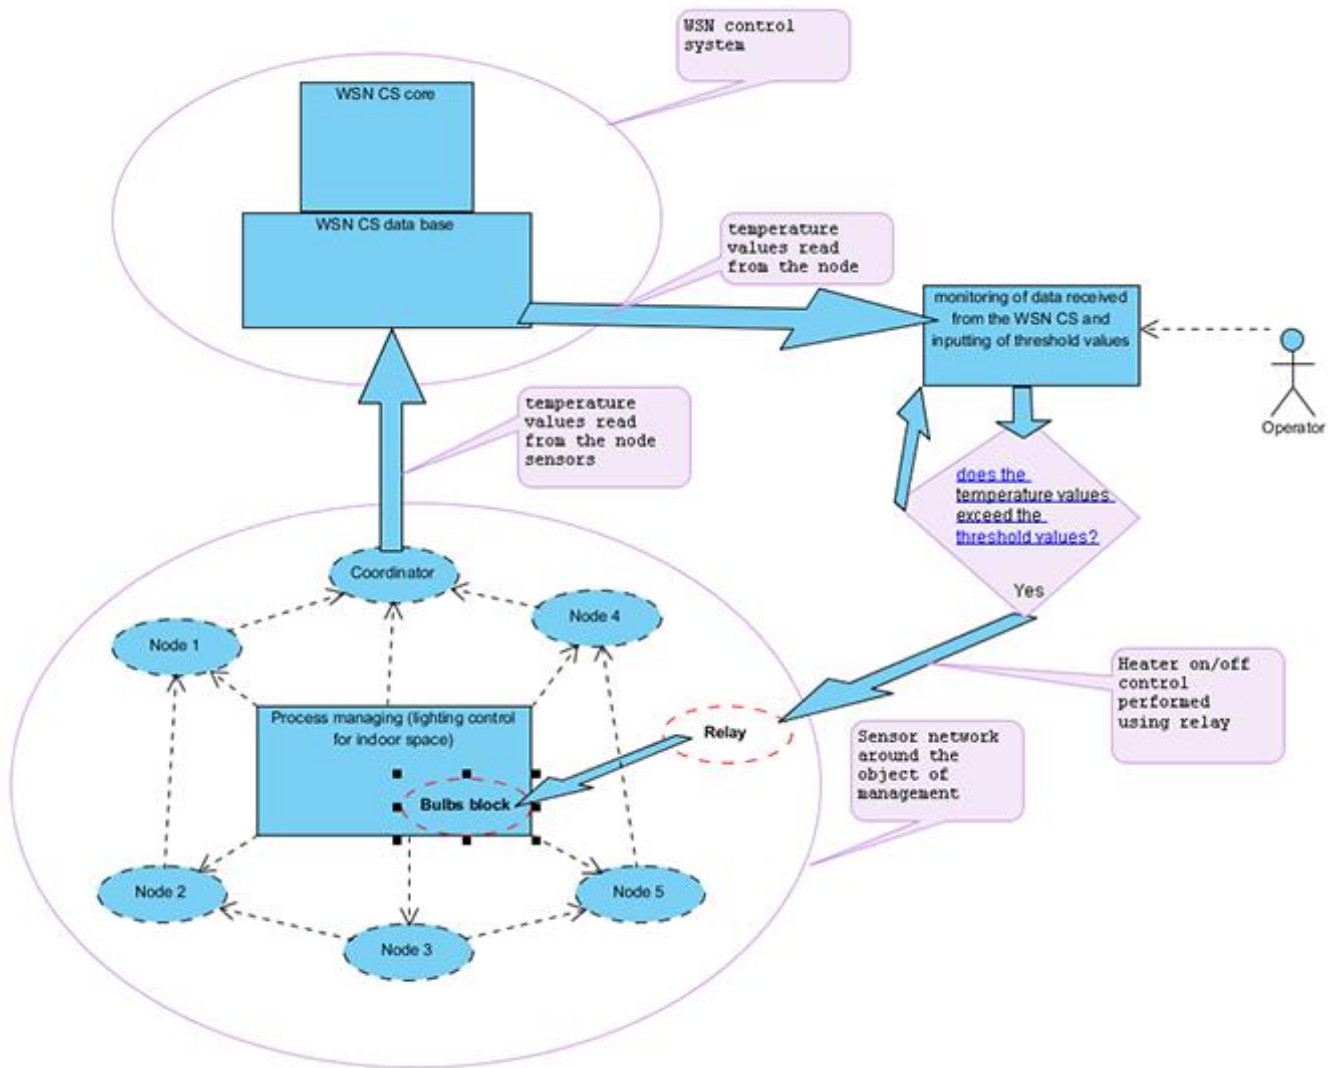 WSN control
system
WSN CS core
WSN CS data base
temperature
values read
from the node
monitoring of data received
from the WSN CS and
inputting of threshold values
Operator
temperature
values read
from the node
sensors
does the
temperature values
exceed the
threshold values?
Yes
Coordinator
Node 1
Node 4
Heater on/off
control
performed
using relay
Process managing (lighting control
for indoor space)
Relay
Sensor network
around the
object of
management
Bulbs block
Node 2
Node 5
Node 3